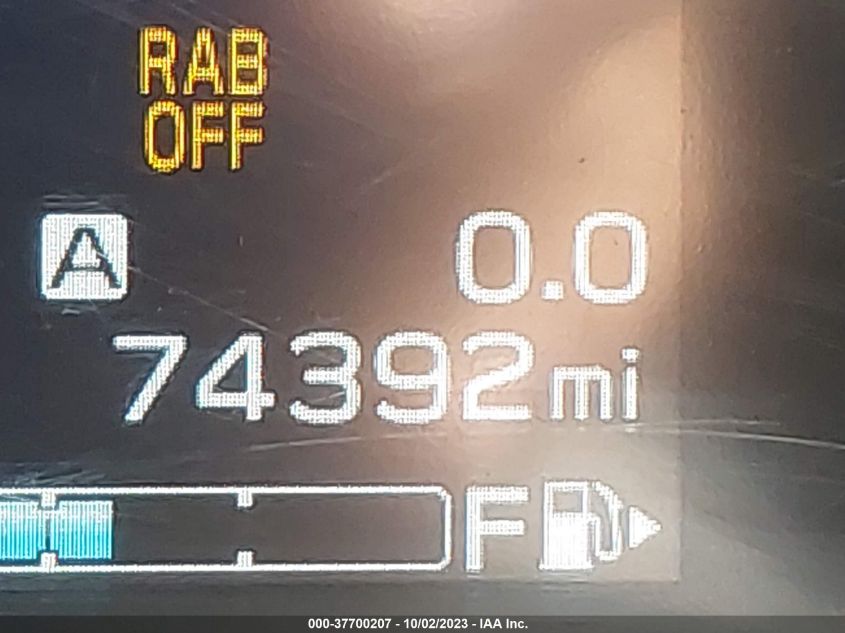 RAB
OFF
A 0.0
74392mi
F
000-37700207 - 10/02/2023 - IAA Inc.